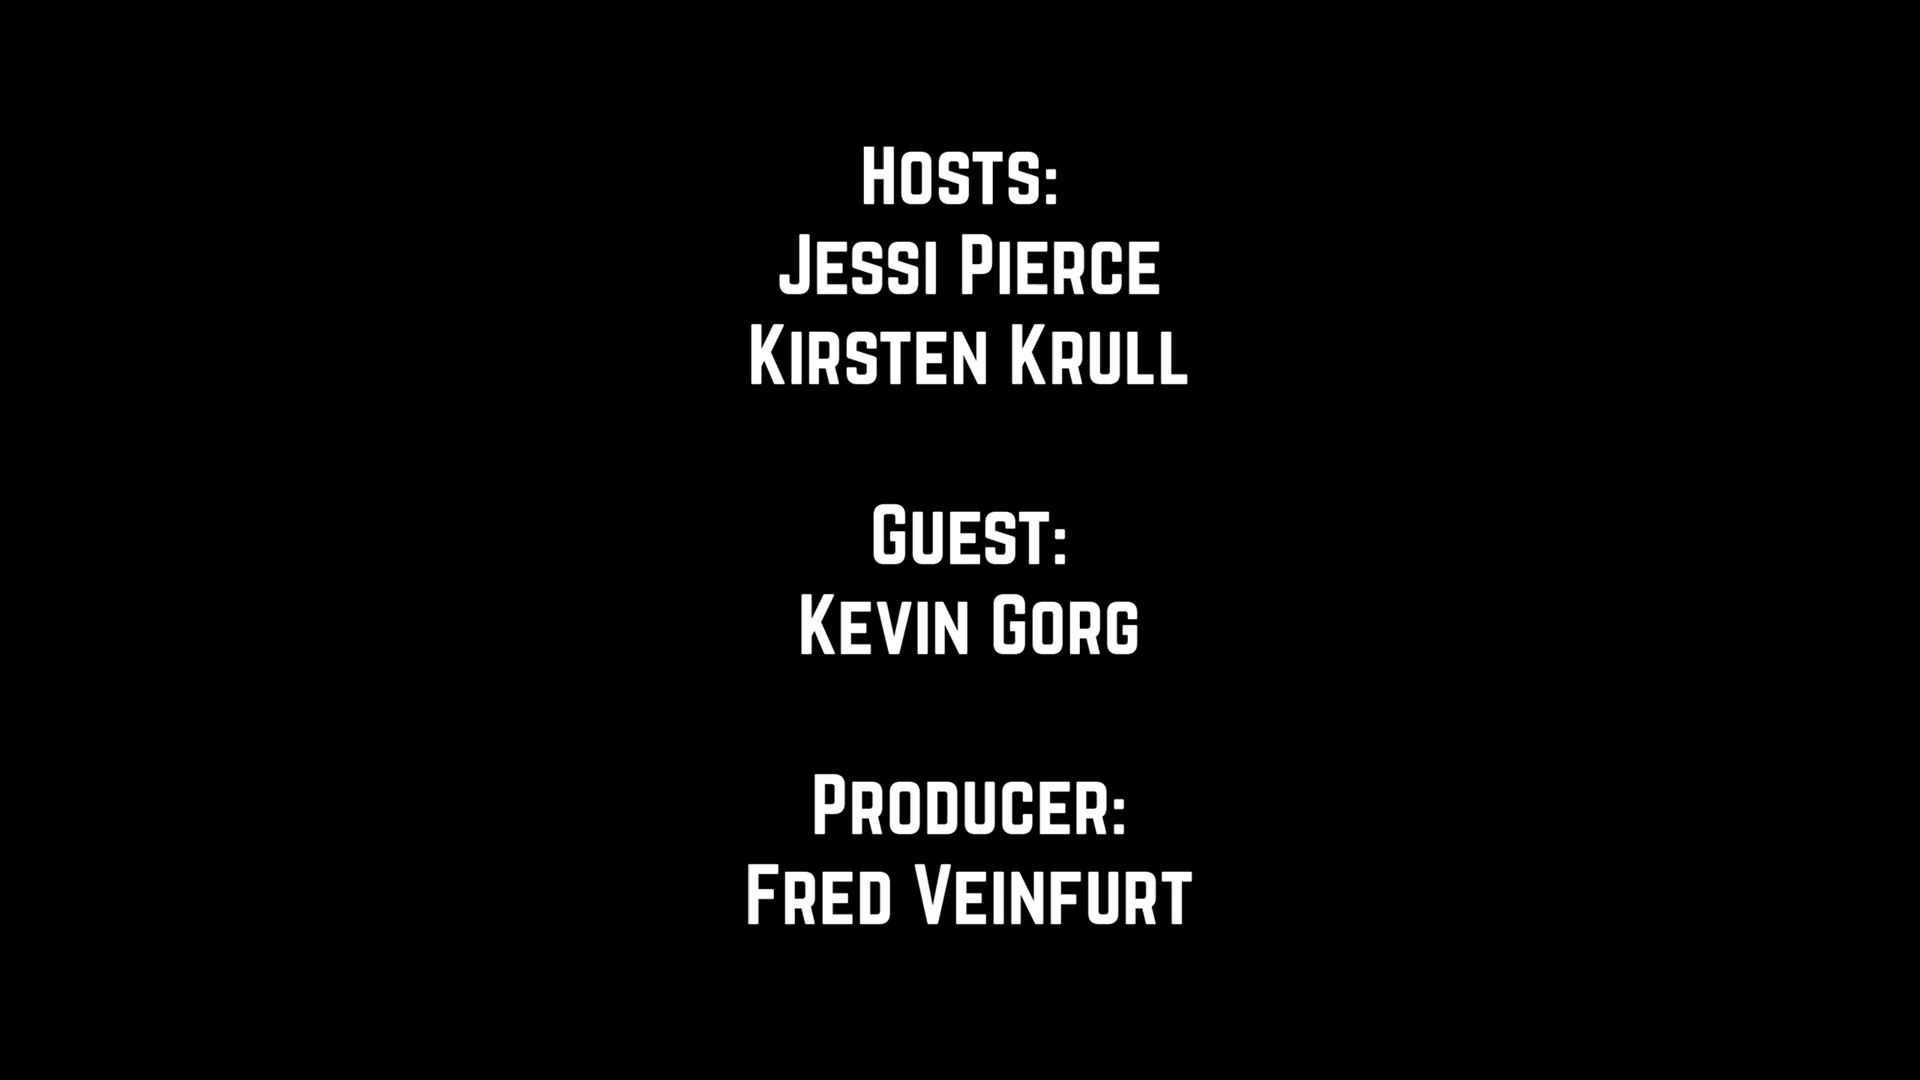 Hosts:
Jessi Pierce
Kirsten Krull
Guest:
Kevin Gorg
Producer:
Fred Veinfurt